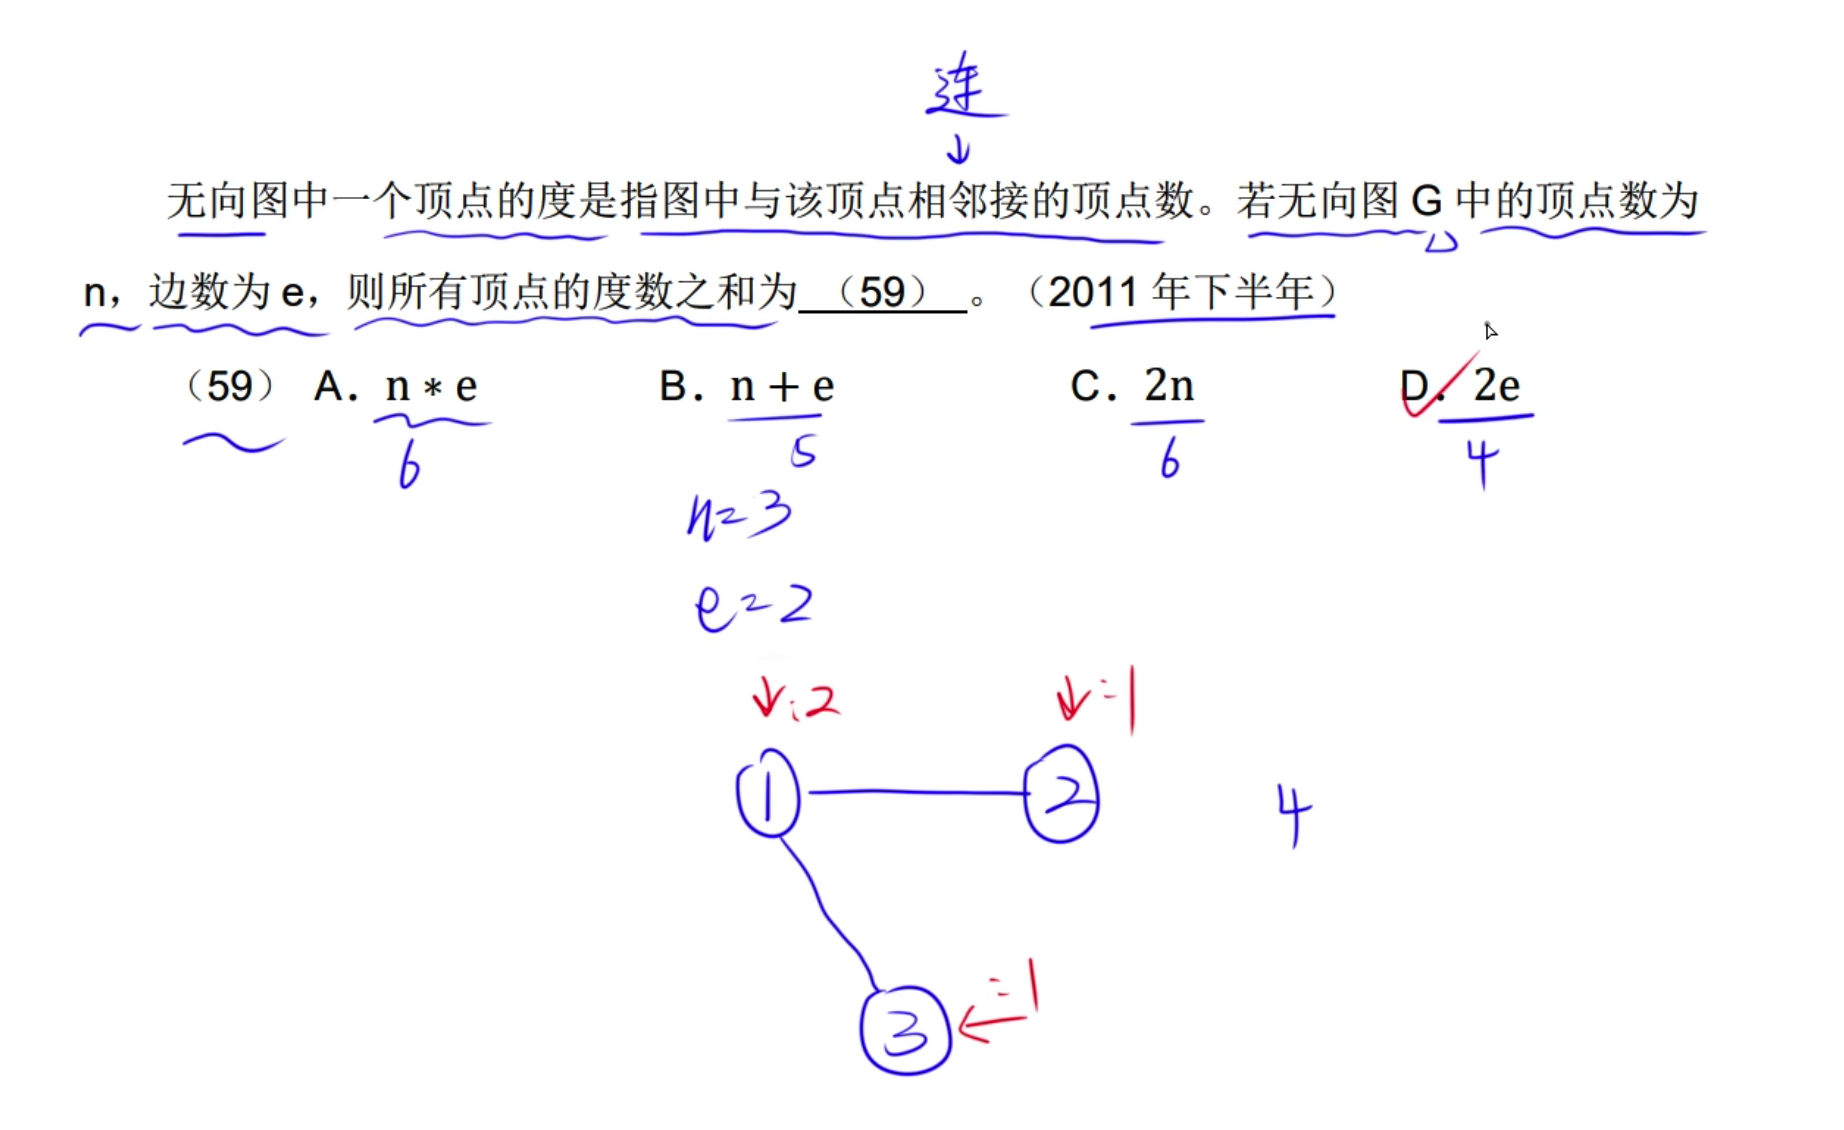 连
无向图中一个顶点的度是指图中与该顶点相邻接的顶点数。若无向图 G 中的顶点数为
n，边数为 e，则所有顶点的度数之和为 （59） 。（2011 年下半年）
（59） A. n * e B. n + e C. 2n D. 2e
6 5 6 4
n=3
e=2
:2 =1
1 2 4
=1
3